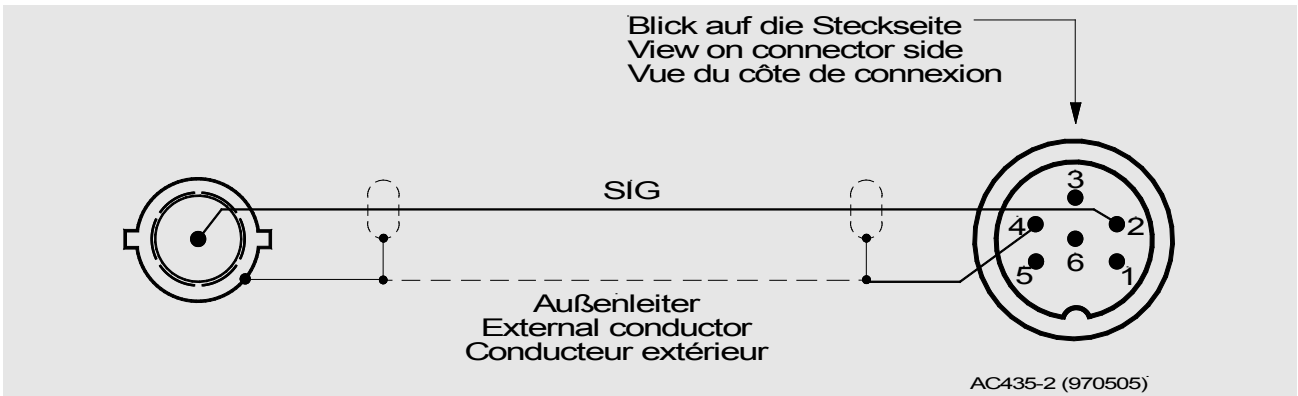 Blick auf die Steckseite
View on connector side
Vue du côte de connexion
SIG
3
4
2
5
6
1
Außenleiter
External conductor
Conducteur extérieur
AC435-2 (970505)